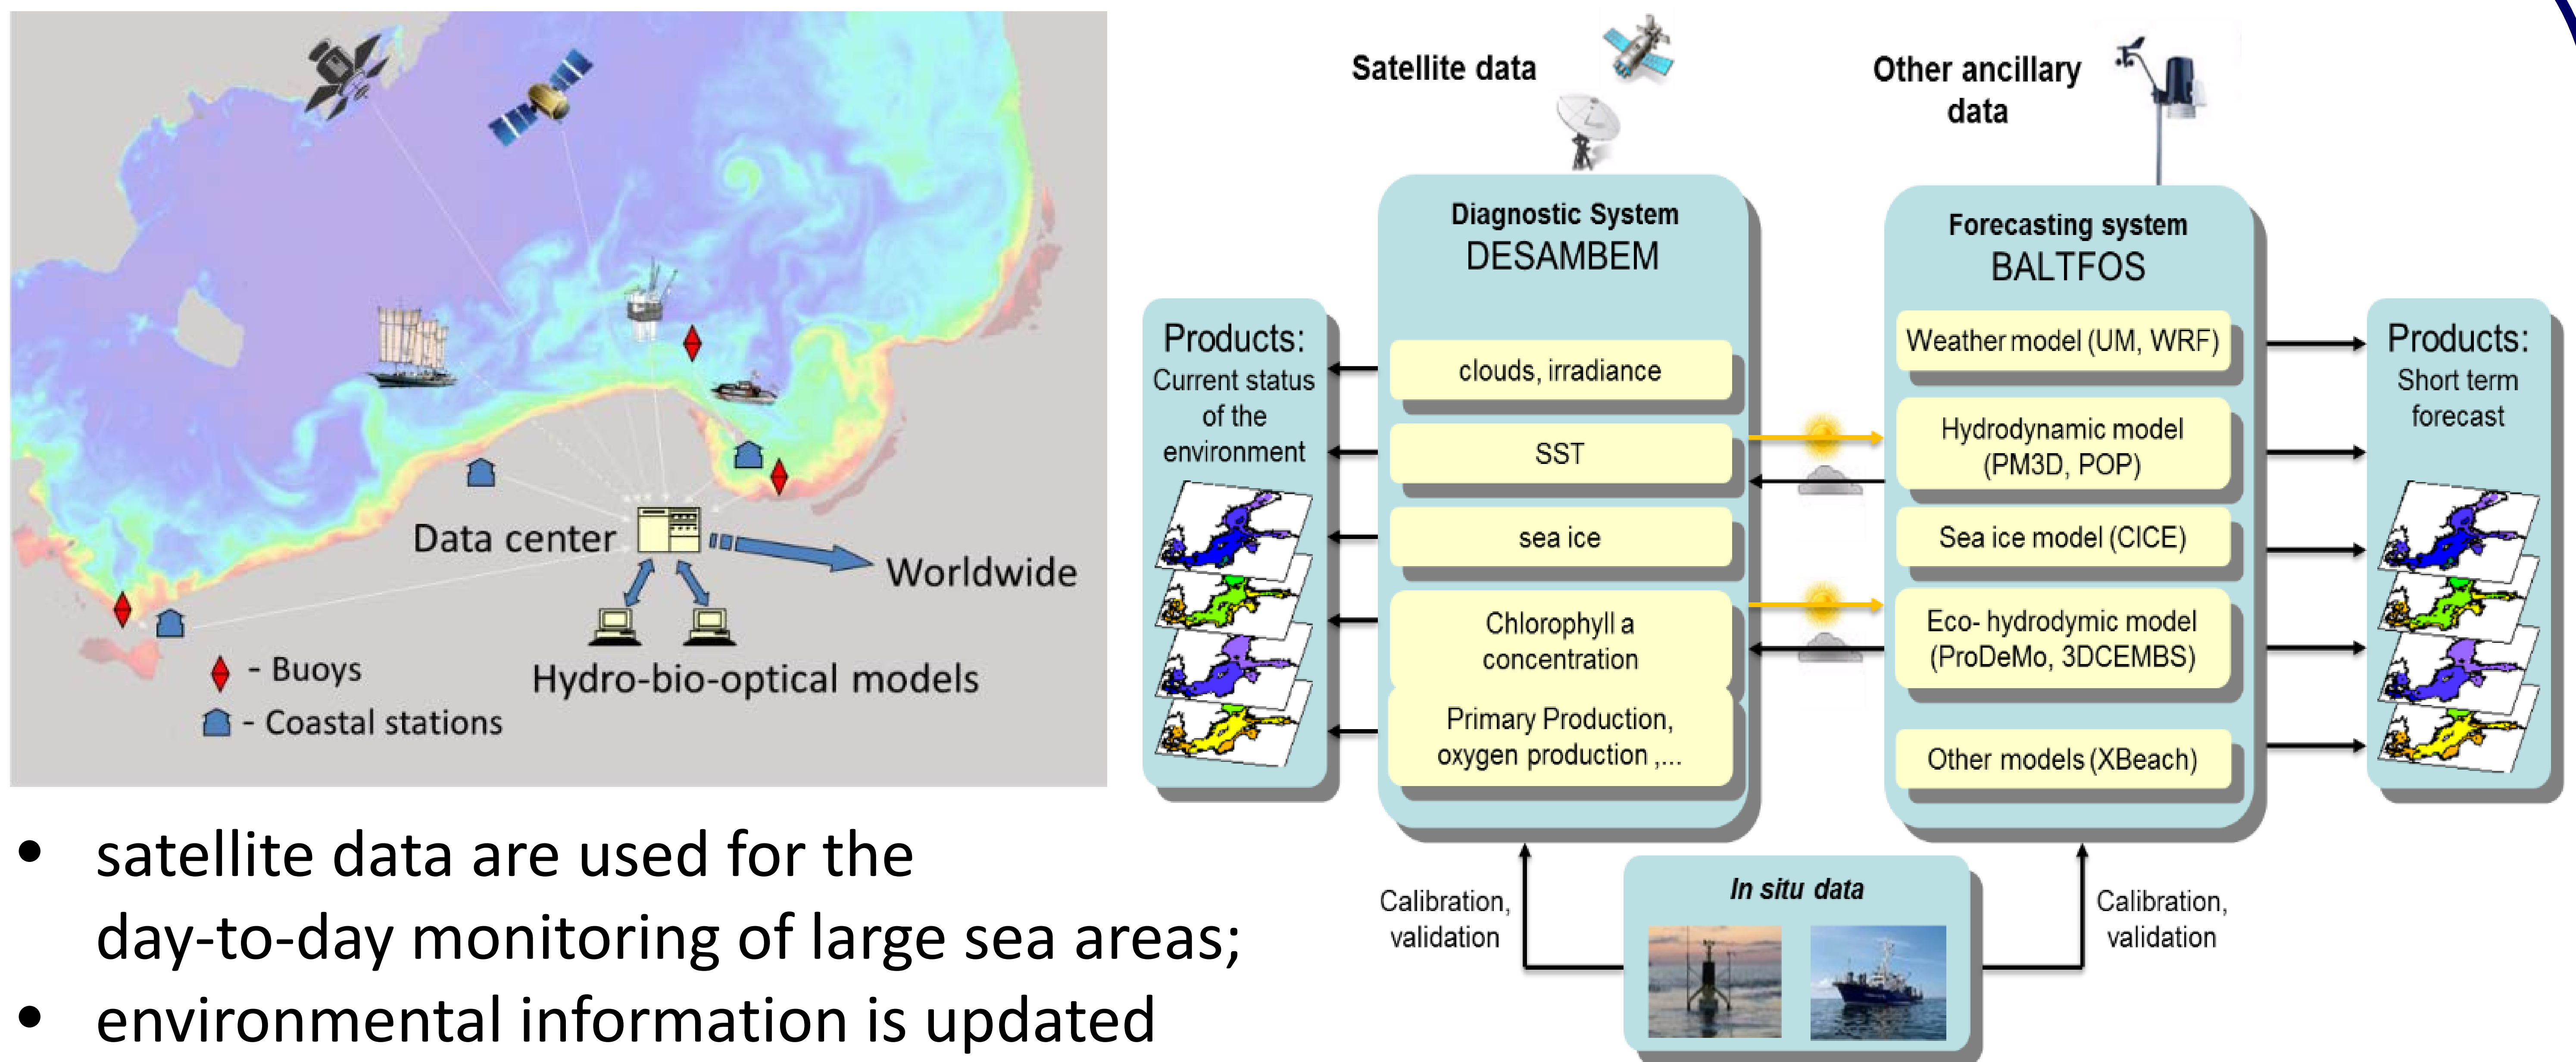 Data center
Worldwide
Hydro-bio-optical models
- Buoys
- Coastal stations
Satellite data
Other ancillary
data
Products:
Current status
of the
environment
Diagnostic System
DESAMBEM
clouds, irradiance
SST
sea ice
Chlorophyll a
concentration
Primary Production,
oxygen production ,...
Forecasting system
BALTFOS
Weather model (UM, WRF)
Hydrodynamic model
(PM3D, POP)
Sea ice model (CICE)
Eco- hydrodymic model
(ProDeMo, 3DCEMBS)
Other models (XBeach)
Products:
Short term
forecast
Calibration,
validation
In situ data
Calibration,
validation
• satellite data are used for the
day-to-day monitoring of large sea areas;
• environmental information is updated